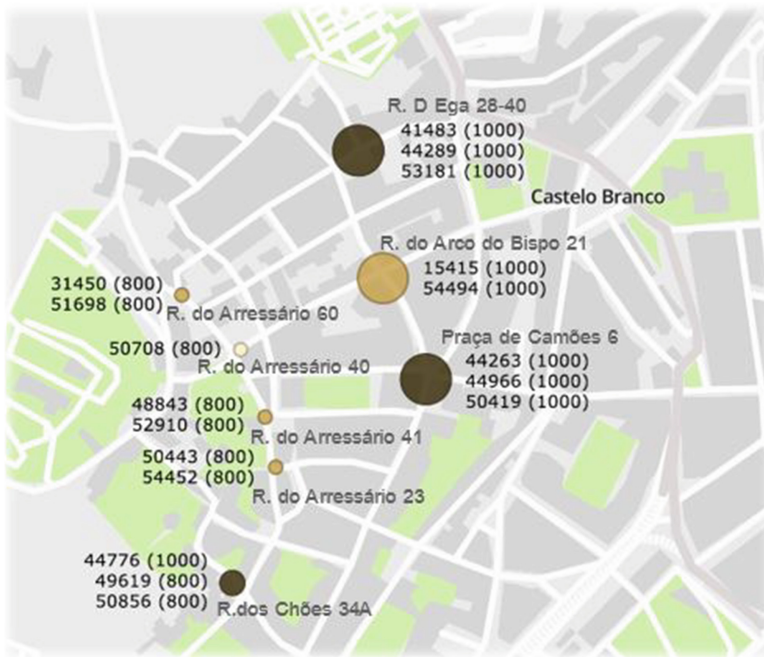 R. D Ega 28-40
41483 (1000)
44289 (1000)
53181 (1000)
Castelo Branco
R. do Arco do Bispo 21
15415 (1000)
54494 (1000)
31450 (800)
51698 (800)
R. do Arressário 60
Praça de Camões 6
44263 (1000)
44966 (1000)
50419 (1000)
50708 (800)
R. do Arressário 40
48843 (800)
52910 (800)
R. do Arressário 41
50443 (800)
54452 (800)
R. do Arressário 23
44776 (1000)
49619 (800)
50856 (800)
R.dos Chões 34A